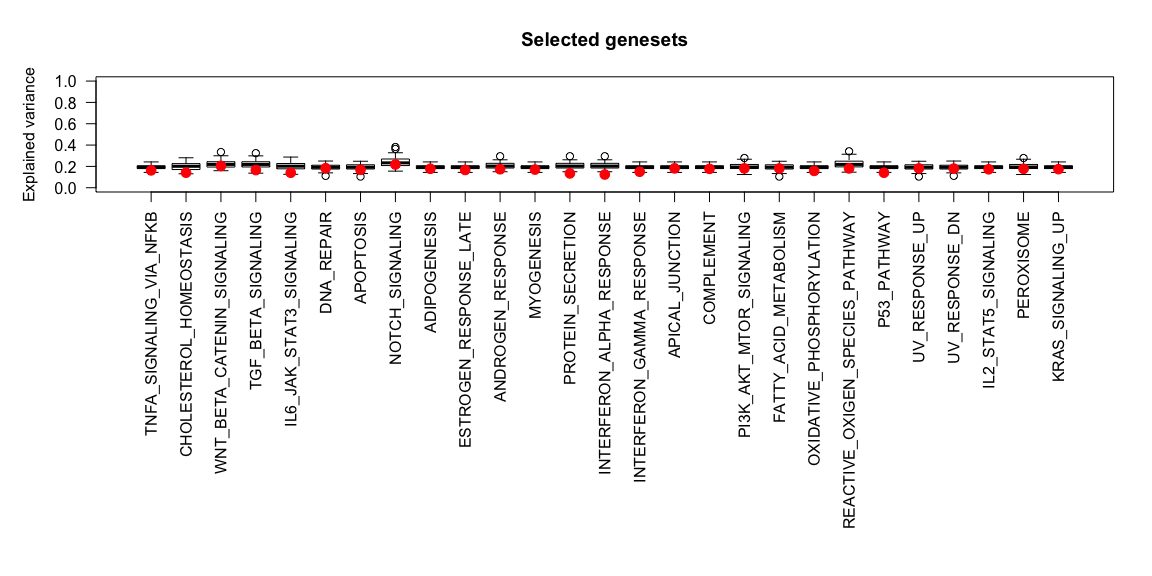 Selected genesets
Explained variance
1.0
0.8
0.6
0.4
0.2
0.0
TNFA_SIGNALING_VIA_NFKB
CHOLESTEROL_HOMEOSTASIS
WNT_BETA_CATENIN_SIGNALING
TGF_BETA_SIGNALING
IL6_JAK_STAT3_SIGNALING
DNA_REPAIR
APOPTOSIS
NOTCH_SIGNALING
ADIPOGENESIS
ESTROGEN_RESPONSE_LATE
ANDROGEN_RESPONSE
MYOGENESIS
PROTEIN_SECRETION
INTERFERON_ALPHA_RESPONSE
INTERFERON_GAMMA_RESPONSE
APICAL_JUNCTION
COMPLEMENT
PI3K_AKT_MTOR_SIGNALING
FATTY_ACID_METABOLISM
OXIDATIVE_PHOSPHORYLATION
REACTIVE_OXIGEN_SPECIES_PATHWAY
P53_PATHWAY
UV_RESPONSE_UP
UV_RESPONSE_DN
IL2_STAT5_SIGNALING
PEROXISOME
KRAS_SIGNALING_UP